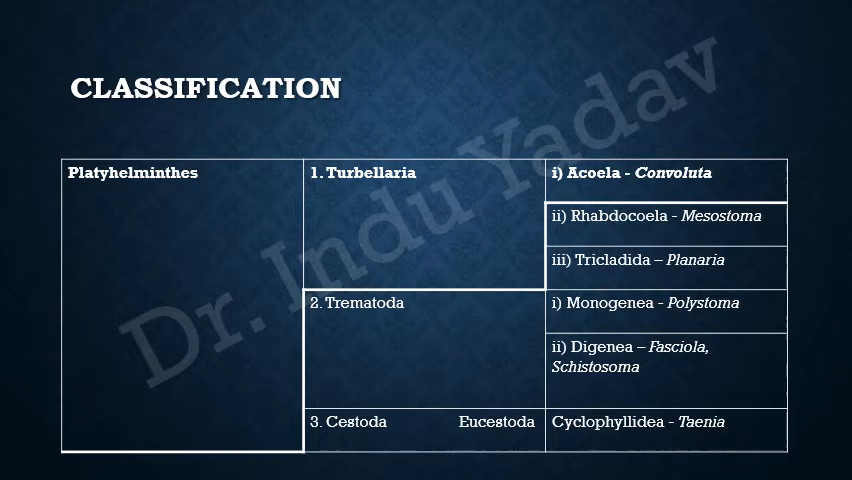 CLASSIFICATION
Platyhelminthes
1. Turbellaria
i) Acoela - Convoluta
ii) Rhabdocoela - Mesostoma
iii) Tricladida – Planaria
2. Trematoda
i) Monogenea - Polystoma
ii) Digenea – Fasciola,
Schistosoma
3. Cestoda Eucestoda
Cyclophyllidea - Taenia
Dr. Indu Yadav